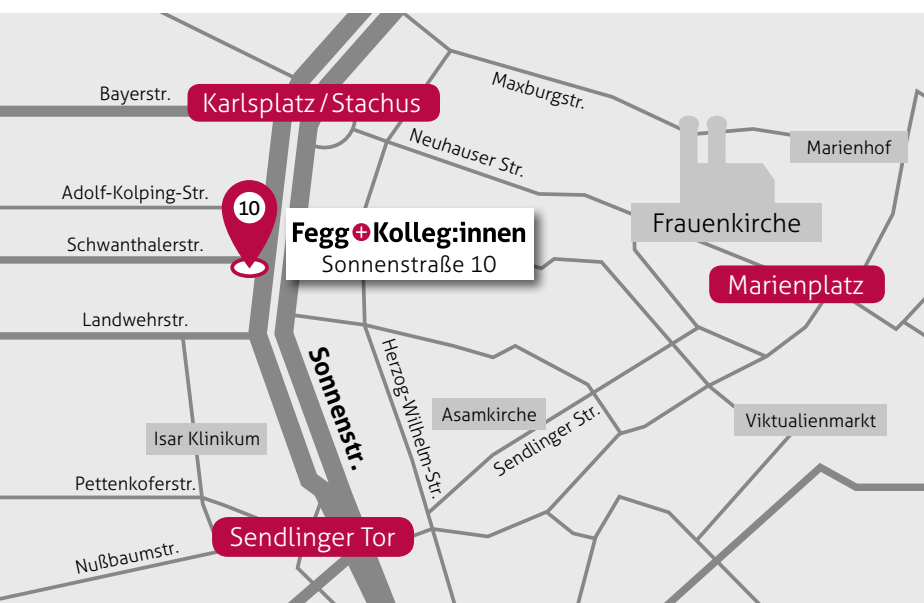 Bayerstr.
Karlsplatz/Stachus
Maxburgstr.
Neuhauser Str.
Marienhof
Adolf-Kolping-Str.
10
Frauenkirche
Fegg+Kolleg:innen
Sonnenstraße 10
Schwanthalerstr.
Marienplatz
Landwehrstr.
Sonnenstr.
Herzog-Wilhelm-Str.
Asamkirche
Sendlinger Str.
Viktualienmarkt
Isar Klinikum
Pettenkoferstr.
Sendlinger Tor
Nußbaumstr.